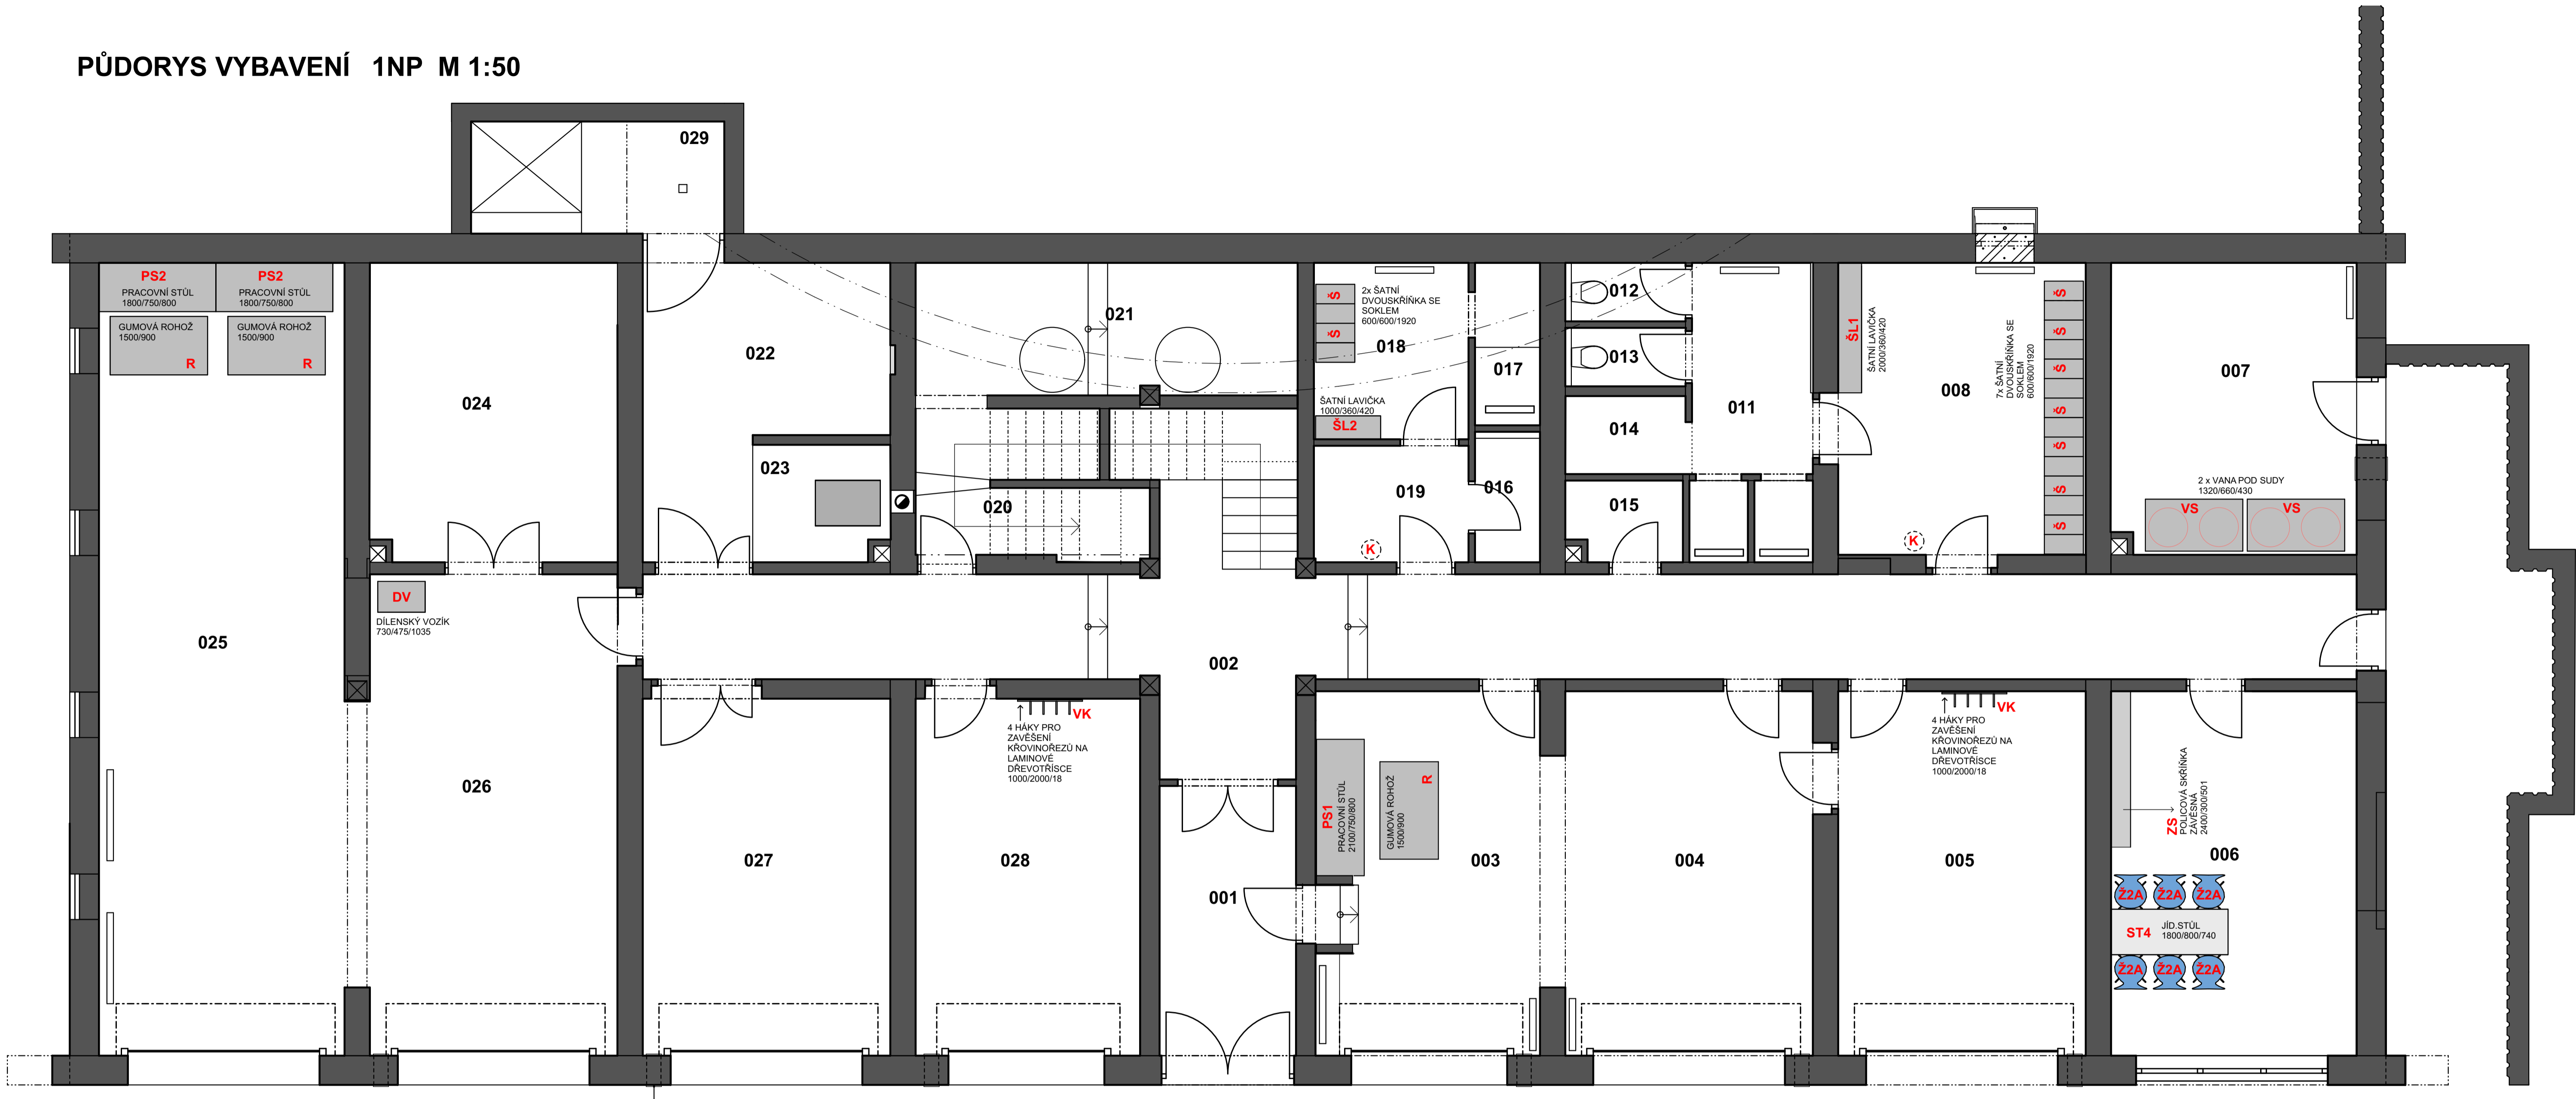 PŮDORYS VYBAVENÍ 1NP M 1:50
029
PS2
PRACOVNÍ STŮL
1800/750/800
PS2
PRACOVNÍ STŮL
1800/750/800
GUMOVÁ ROHOŽ
1500/900
R
GUMOVÁ ROHOŽ
1500/900
R
024
022
023
021
020
Š
Š
2x ŠATNÍ
DVOUSKŘÍŇKA SE
SOKLEM
600/600/1920
018
017
ŠATNÍ LAVIČKA
1000/360/420
ŠL2
019
016
K
012
013
014
015
011
ŠL1
ŠATNÍ LAVIČKA
2000/360/420
008
7x ŠATNÍ
DVOUSKŘÍŇKA SE
SOKLEM
600/600/1920
Š
Š
Š
Š
Š
Š
Š
K
007
2 x VANA POD SUDY
1320/660/430
VS
VS
DV
DÍLENSKÝ VOZÍK
730/475/1035
025
026
027
002
VK
4 HÁKY PRO
ZAVĚŠENÍ
KŘOVINOŘEZŮ NA
LAMINOVÉ
DŘEVOTŘÍSCE
1000/2000/18
028
001
PS1
PRACOVNÍ STŮL
2100/750/800
GUMOVÁ ROHOŽ
1500/900
R
003
004
VK
4 HÁKY PRO
ZAVĚŠENÍ
KŘOVINOŘEZŮ NA
LAMINOVÉ
DŘEVOTŘÍSCE
1000/2000/18
005
ZS
POLICOVÁ SKŘÍŇKA
ZÁVĚSNÁ
2400/300/501
006
Ž2A
Ž2A
Ž2A
ST4
JÍD.STŮL
1800/800/740
Ž2A
Ž2A
Ž2A